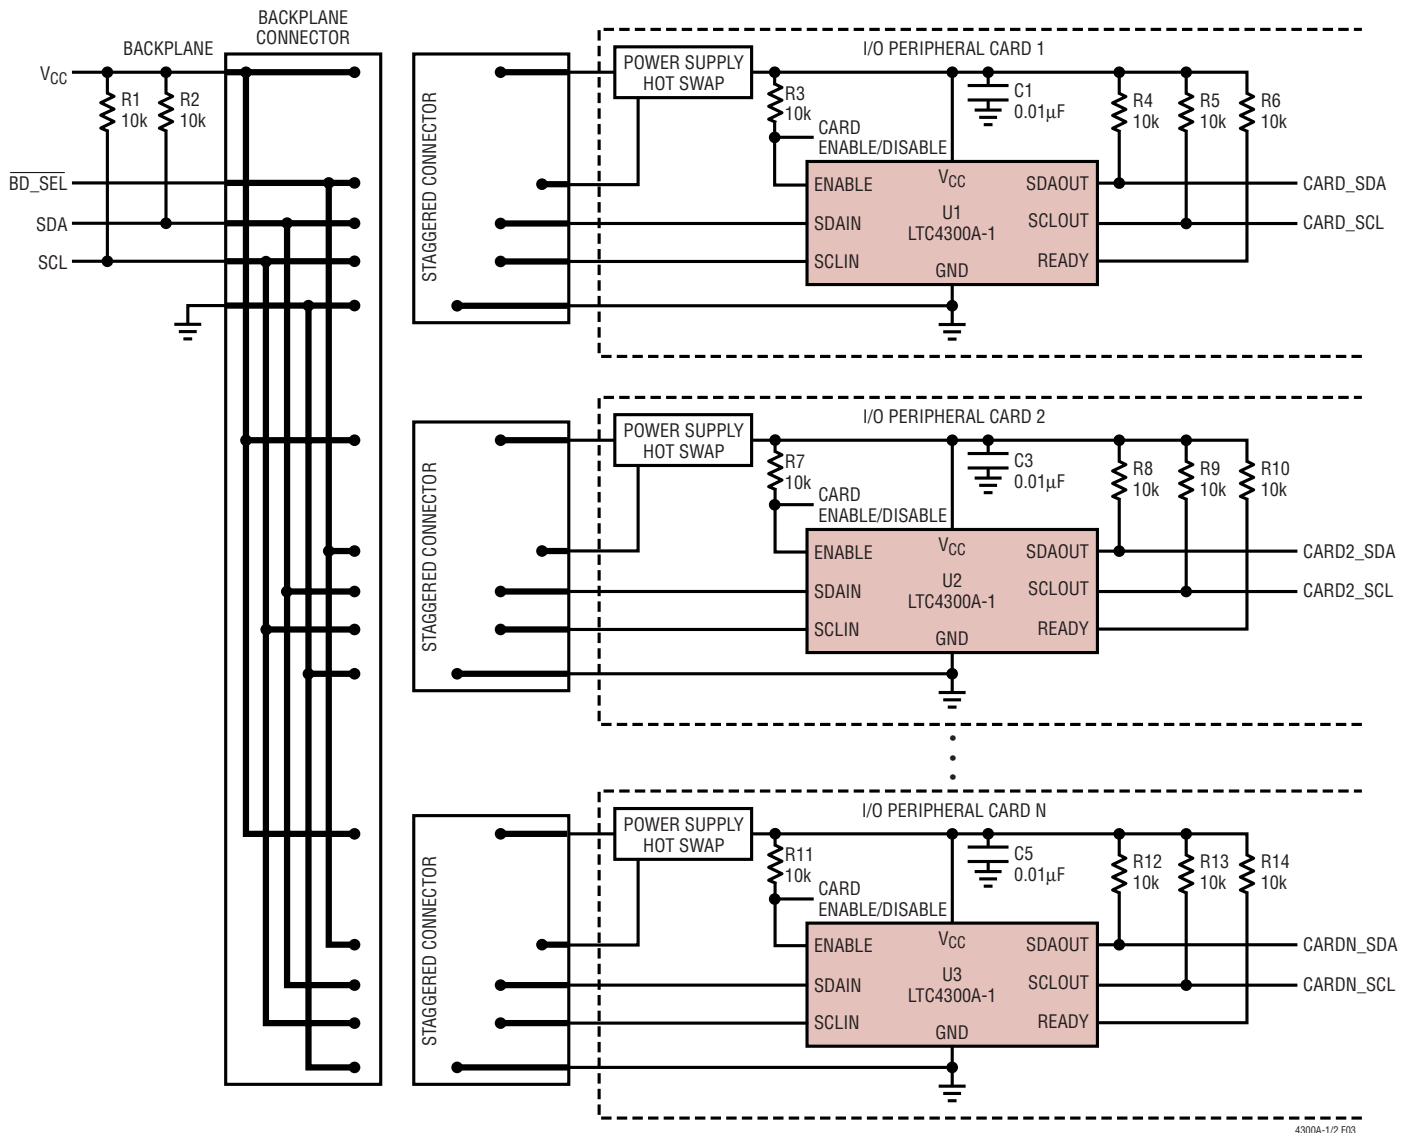 BACKPLANE
CONNECTOR
BACKPLANE
VCC
R1
10k
R2
10k
BD_SEL
SDA
SCL
STAGGERED CONNECTOR
POWER SUPPLY
HOT SWAP
I/O PERIPHERAL CARD 1
R3
10k
CARD
ENABLE/DISABLE
C1
0.01µF
R4
10k
R5
10k
R6
10k
ENABLE
VCC
SDAOUT
CARD_SDA
SDAIN
U1
LTC4300A-1
SCLOUT
CARD_SCL
SCLIN
GND
READY
STAGGERED CONNECTOR
POWER SUPPLY
HOT SWAP
I/O PERIPHERAL CARD 2
R7
10k
CARD
ENABLE/DISABLE
C3
0.01µF
R8
10k
R9
10k
R10
10k
ENABLE
VCC
SDAOUT
CARD2_SDA
SDAIN
U2
LTC4300A-1
SCLOUT
CARD2_SCL
SCLIN
GND
READY
STAGGERED CONNECTOR
POWER SUPPLY
HOT SWAP
I/O PERIPHERAL CARD N
R11
10k
CARD
ENABLE/DISABLE
C5
0.01µF
R12
10k
R13
10k
R14
10k
ENABLE
VCC
SDAOUT
CARDN_SDA
SDAIN
U3
LTC4300A-1
SCLOUT
CARDN_SCL
SCLIN
GND
READY
4300A-1/2 F03